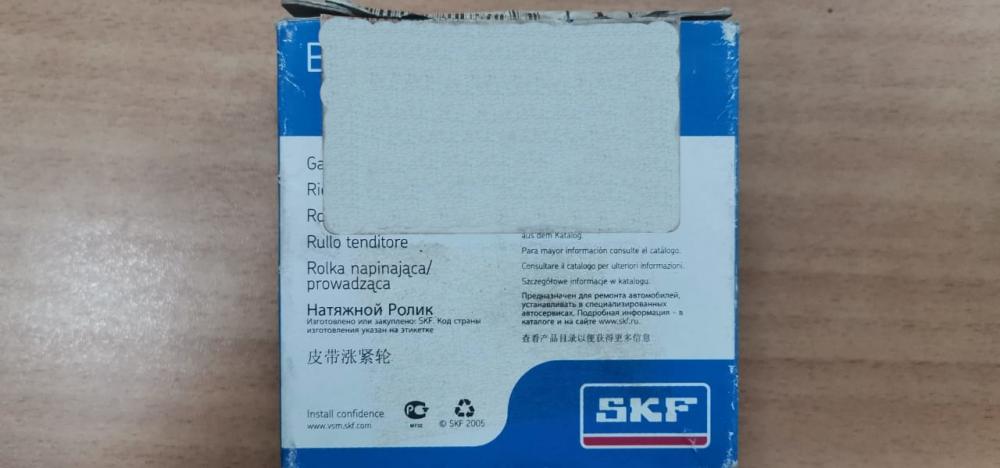 Rullo tenditore
Rolka napinająca/
prowadząca
Натяжной Ролик
Изготовлено или закуплено: SKF. Код страны
изготовления указан на этикетке
皮带涨紧轮
Install confidence
www.vsm.skf.com
© SKF 2005
aus dem Katalog.
Para mayor información consulte el catálogo.
Consultare il catalogo per ulteriori informazioni.
Szczegółowe informacje w katalogu.
Предназначен для ремонта автомобилей,
устанавливать в специализированных
автосервисах. Подробная информация - в
каталоге и на сайте www.skf.ru.
查看产品目录以便获得更多信息
SKF